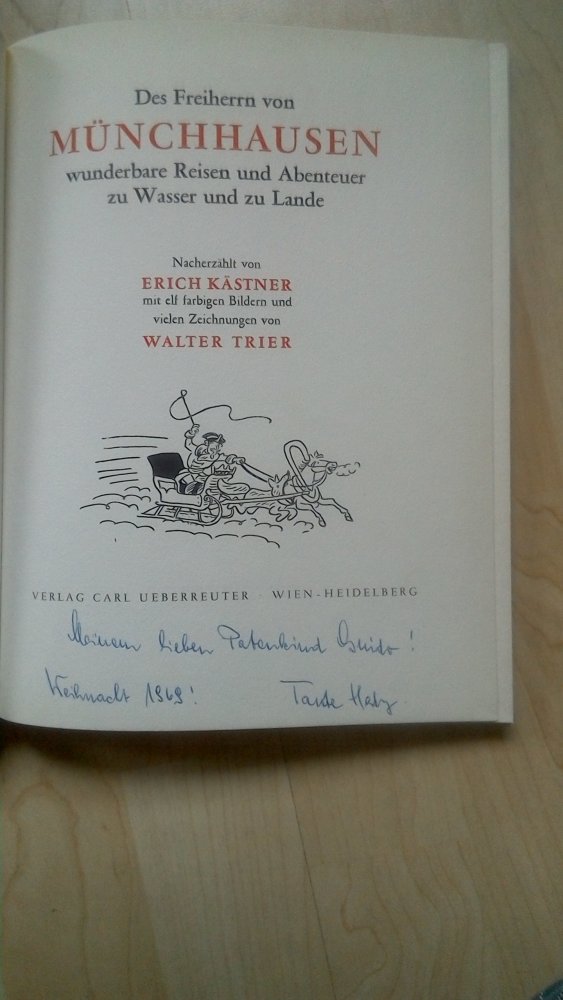 Des Freiherrn von
MÜNCHHAUSEN
wunderbare Reisen und Abenteuer
zu Wasser und zu Lande
Nacherzählt von
ERICH KÄSTNER
mit elf farbigen Bildern und
vielen Zeichnungen von
WALTER TRIER
VERLAG CARL UEBERREUTER · WIEN-HEIDELBERG
Meinem lieben Patenkind Guido!
Weihnacht 1969! Tante